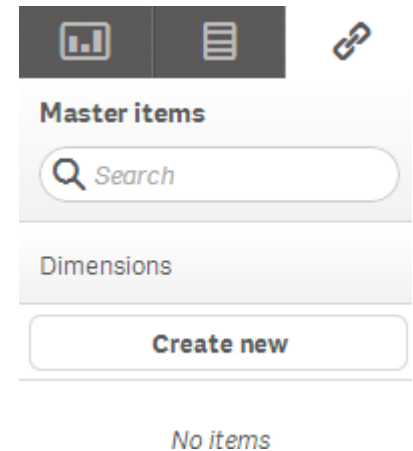 Master items
Search
Dimensions
Create new
No items